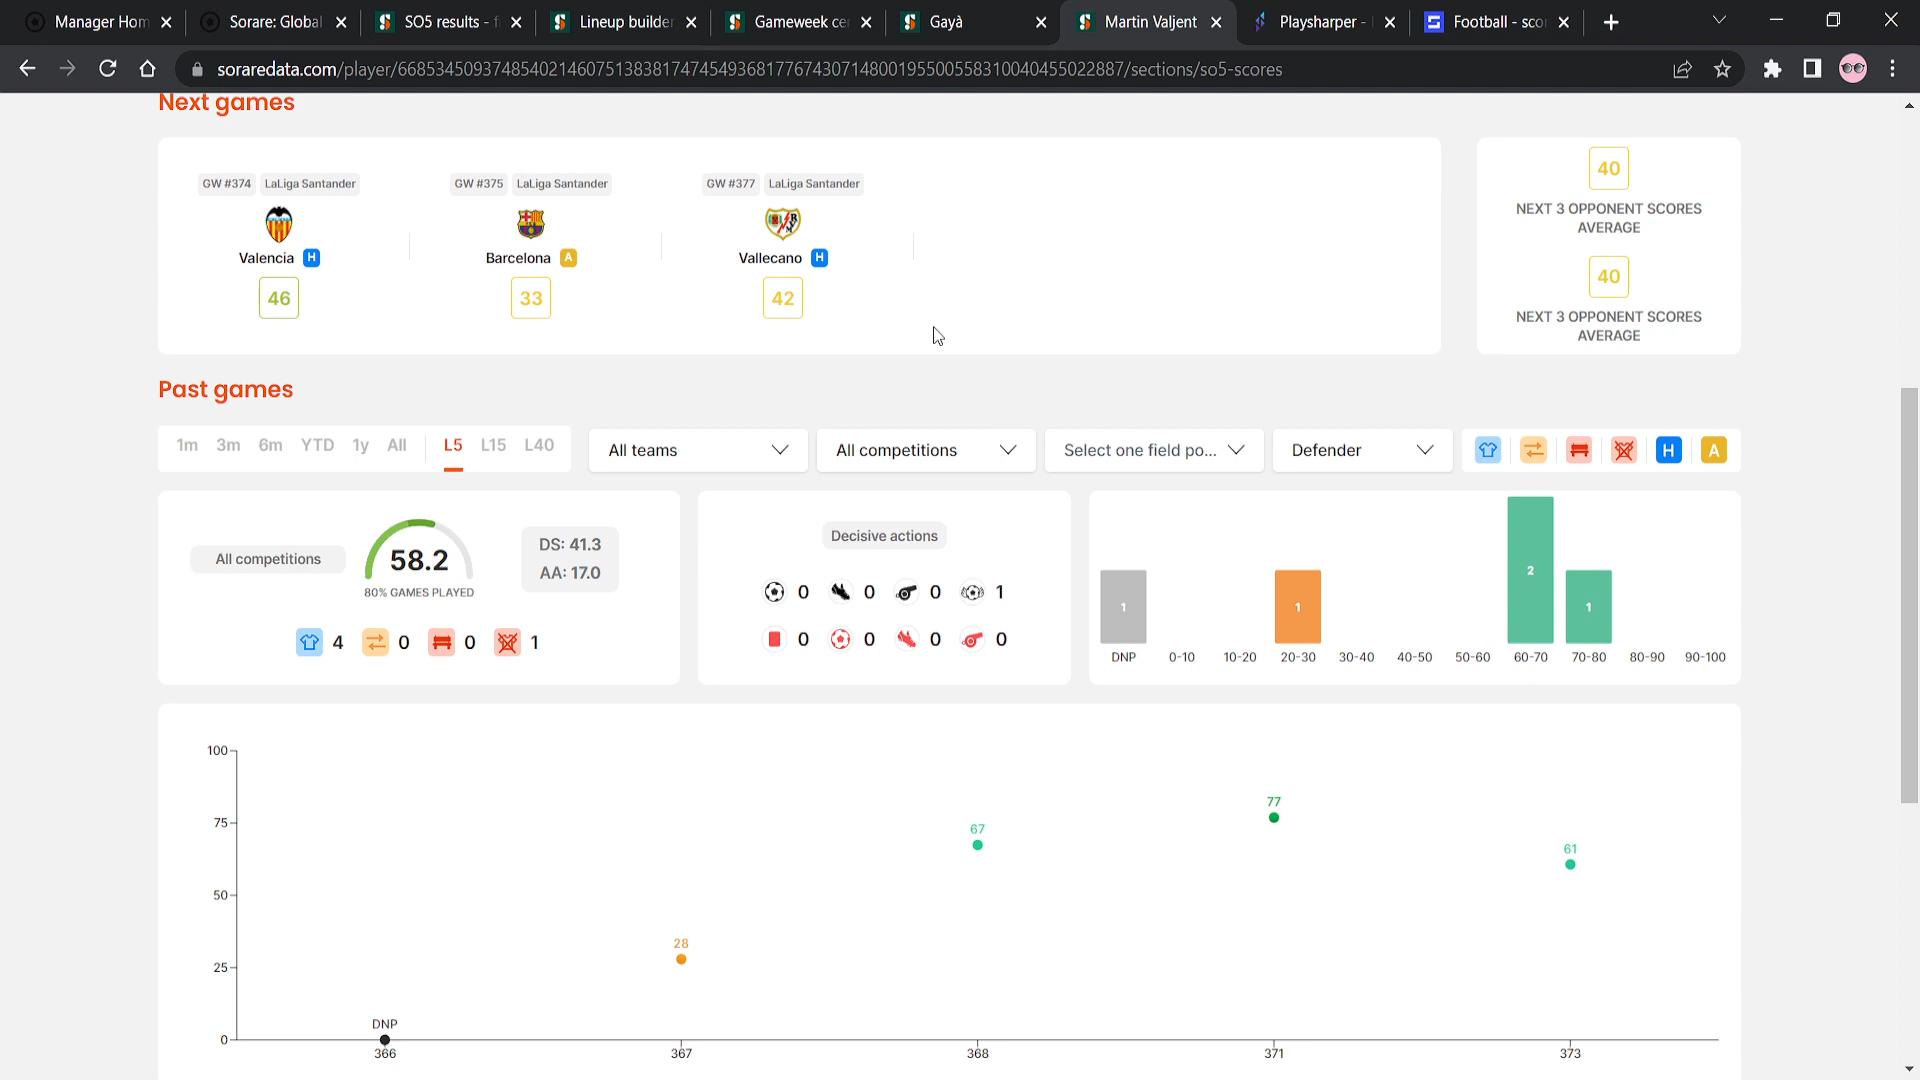 Manager Hom
Sorare: Global
SO5 results - f
Lineup builder
Gameweek ce
Gayà
Martin Valjent
Playsharper -
Football - sco
soraredata.com/player/66853450937485402146075138381747454936817767430714800195500558310040455022887/sections/so5-scores
Next games
GW #374 LaLiga Santander
GW #375 LaLiga Santander
GW #377 LaLiga Santander
Valencia H
Barcelona A
Vallecano H
46
33
42
40
NEXT 3 OPPONENT SCORES
AVERAGE
40
NEXT 3 OPPONENT SCORES
AVERAGE
Past games
1m 3m 6m YTD 1y All L5 L15 L40
All teams
All competitions
Select one field po...
Defender
H
A
All competitions
58.2
80% GAMES PLAYED
DS: 41.3
AA: 17.0
4 0 0 1
Decisive actions
0 0 0 1
0 0 0 0
1 1 2 1
DNP 0-10 10-20 20-30 30-40 40-50 50-60 60-70 70-80 80-90 90-100
100
75
50
25
0
DNP
28
67
77
61
366 367 368 371 373